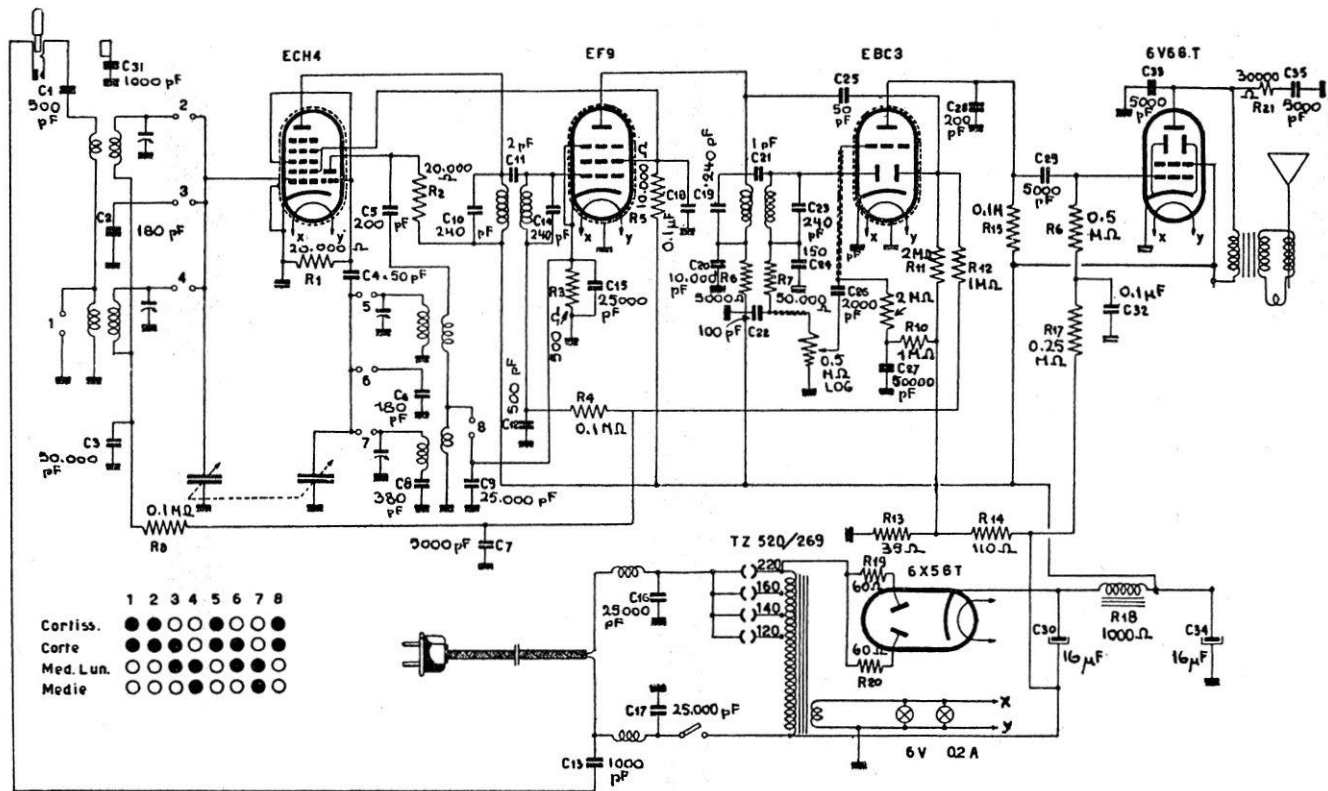 ECH4
EF9
EBC3
6V6G.T
C1
500
pF
C31
1000 pF
2
3
4
1
C2
180 pF
C3
50.000
pF
0.1MΩ
R8
x y
20.000 Ω
R1
C4 50 pF
C5
200
pF
20.000
Ω
R2
C10
240
pF
2 pF
C11
C14
240
pF
5
6
7
8
C6
180
pF
C8
380
pF
C9
25.000 pF
5000 pF
C7
500 pF
C12
R4
0.1MΩ
x y
R3
500 Ω
C15
25000
pF
10.000 Ω
R5
C18
0.1µF
C19
240 pF
1 pF
C21
C25
50 pF
C23
240
pF
150
pF
C24
C20
10.000
pF
R6
5000Ω
R7
50.000Ω
100 pF
C22
0.5
MΩ
LOG
x y
C26
2000
pF
2 MΩ
R10
1MΩ
C27
50000
pF
2MΩ
R11
R12
1MΩ
C28
200
pF
0.1M
R15
C29
5000
pF
R6
0.5
MΩ
C33
5000
pF
x y
30000
Ω
R21
C35
5000
pF
0.1µF
C32
R17
0.25
MΩ
R13
35Ω
R14
110Ω
TZ 520/269
220
160
140
120
R19
60Ω
6X5GT
60Ω
R20
C16
25000
pF
C17
25.000 pF
C13
1000
pF
C30
16µF
R18
1000Ω
C34
16µF
x
y
6V 0.2A
1 2 3 4 5 6 7 8
Cortiss.
Corte
Med. Lun.
Medie